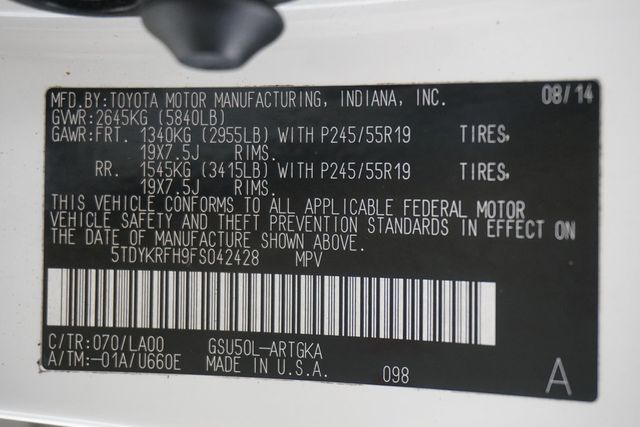 MFD.BY:TOYOTA MOTOR MANUFACTURING, INDIANA, INC. 08/14
GVWR:2645KG (5840LB)
GAWR:FRT. 1340KG (2955LB) WITH P245/55R19 TIRES,
19X7.5J RIMS.
RR. 1545KG (3415LB) WITH P245/55R19 TIRES,
19X7.5J RIMS.
THIS VEHICLE CONFORMS TO ALL APPLICABLE FEDERAL MOTOR
VEHICLE SAFETY AND THEFT PREVENTION STANDARDS IN EFFECT ON
THE DATE OF MANUFACTURE SHOWN ABOVE.
5TDYKRFH9FS042428 MPV
C/TR:070/LA00 GSU50L-ARTGKA
A/TM:-01A/U660E MADE IN U.S.A. 098 A